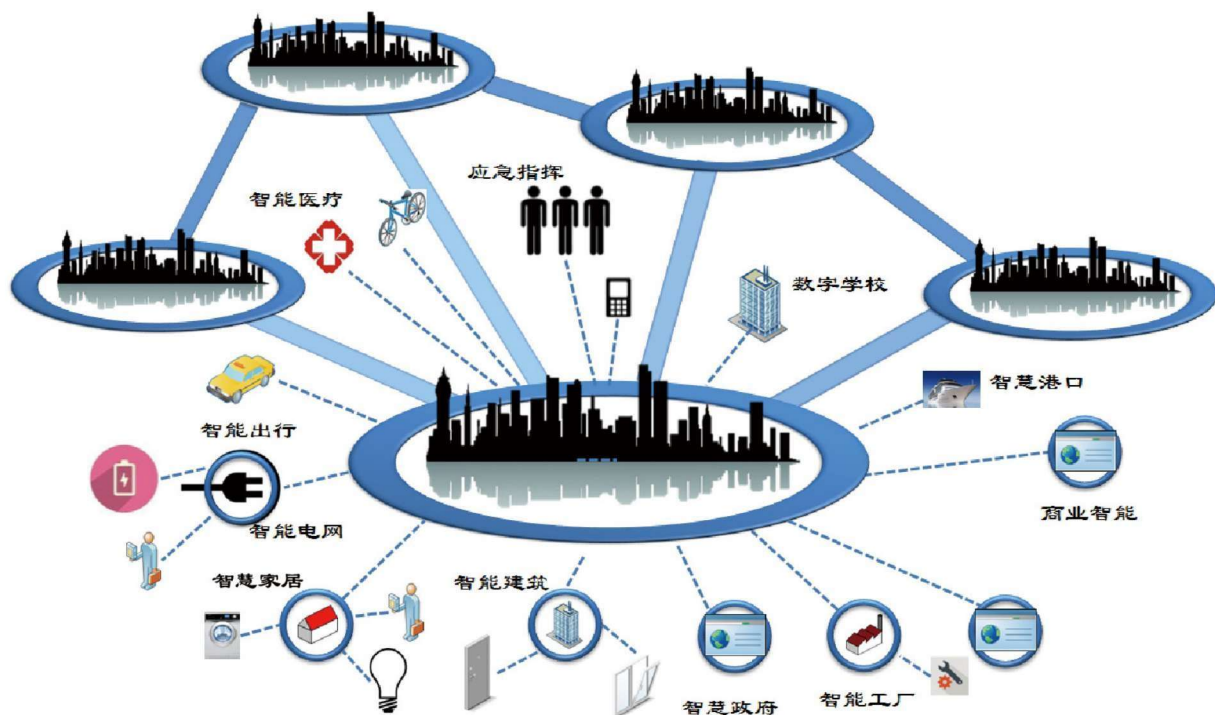 应急指挥
智能医疗
数字学校
智慧港口
智能出行
商业智能
智能电网
智慧家居
智能建筑
智慧政府
智能工厂